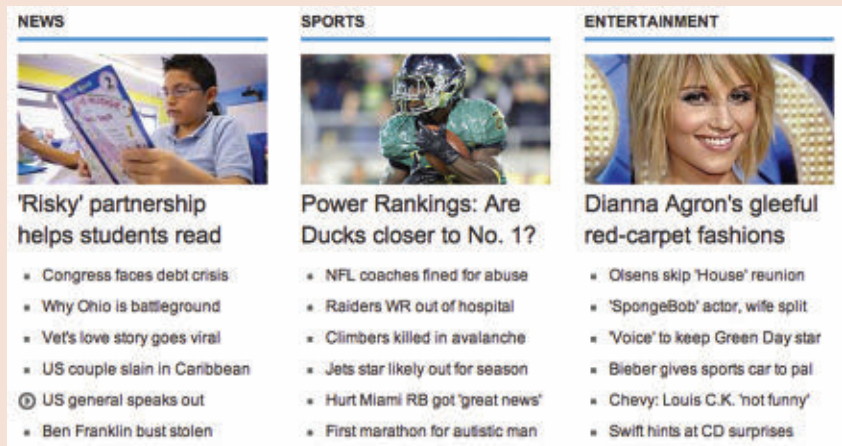 NEWS
'Risky' partnership
helps students read
Congress faces debt crisis
Why Ohio is battleground
Vet's love story goes viral
US couple slain in Caribbean
US general speaks out
Ben Franklin bust stolen
SPORTS
Power Rankings: Are
Ducks closer to No. 1?
NFL coaches fined for abuse
Raiders WR out of hospital
Climbers killed in avalanche
Jets star likely out for season
Hurt Miami RB got 'great news'
First marathon for autistic man
ENTERTAINMENT
Dianna Agron's gleeful
red-carpet fashions
Olsens skip 'House' reunion
'SpongeBob' actor, wife split
'Voice' to keep Green Day star
Bieber gives sports car to pal
Chevy: Louis C.K. 'not funny'
Swift hints at CD surprises